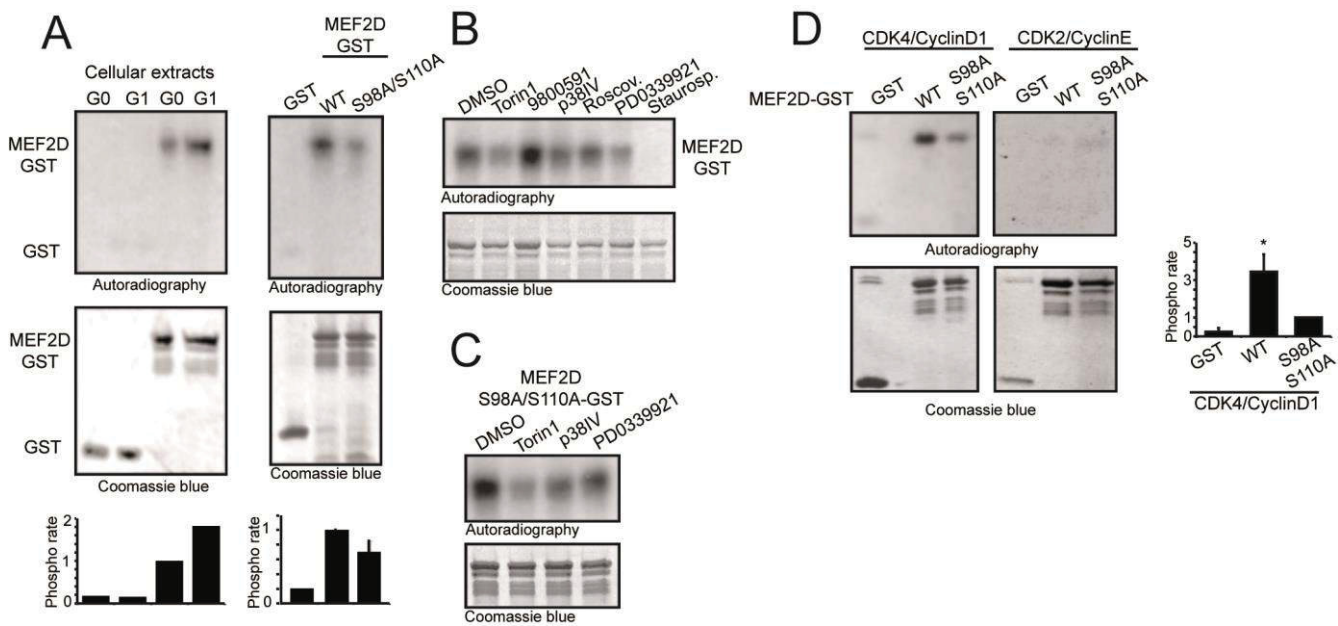 A
Cellular extracts
G0 G1 G0 G1
MEF2D
GST
GST
Autoradiography
MEF2D
GST
GST
Coomassie blue
Phospho rate
2
1
0
MEF2D
GST
GST WT S98A/S110A
Autoradiography
Coomassie blue
Phospho rate
1
0
B
DMSO Torin1 9800591 p38IV Roscov. PD0339921 Staurosp.
MEF2D
GST
Autoradiography
Coomassie blue
C
MEF2D
S98A/S110A-GST
DMSO Torin1 p38IV PD0339921
Autoradiography
Coomassie blue
D
CDK4/CyclinD1 CDK2/CyclinE
MEF2D-GST GST WT S98A S110A GST WT S98A S110A
Autoradiography
Coomassie blue
Phospho rate
5
3
1
0
*
GST WT S98A
S110A
CDK4/CyclinD1